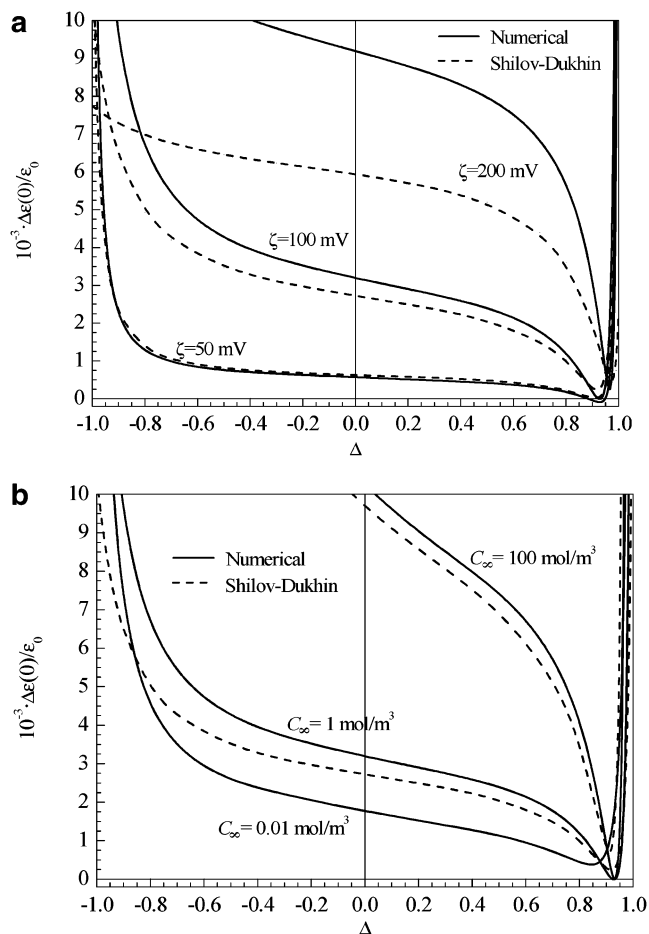 a
10
9
8
7
6
5
4
3
2
1
0
10⁻³·Δε(0)/ε₀
Numerical
Shilov-Dukhin
ζ=200 mV
ζ=100 mV
ζ=50 mV
-1.0 -0.8 -0.6 -0.4 -0.2 0.0 0.2 0.4 0.6 0.8 1.0
Δ
b
10
9
8
7
6
5
4
3
2
1
0
10⁻³·Δε(0)/ε₀
Numerical
Shilov-Dukhin
C∞= 100 mol/m³
C∞= 1 mol/m³
C∞= 0.01 mol/m³
-1.0 -0.8 -0.6 -0.4 -0.2 0.0 0.2 0.4 0.6 0.8 1.0
Δ